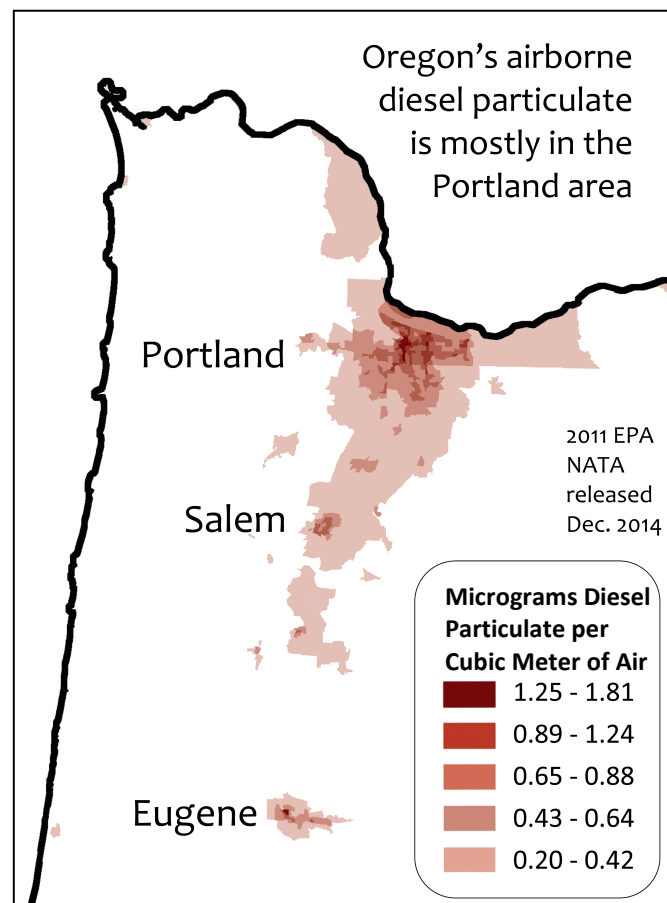 Oregon’s airborne
diesel particulate
is mostly in the
Portland area
Portland
2011 EPA
NATA
released
Dec. 2014
Salem
Micrograms Diesel
Particulate per
Cubic Meter of Air
1.25 - 1.81
0.89 - 1.24
0.65 - 0.88
0.43 - 0.64
0.20 - 0.42
Eugene